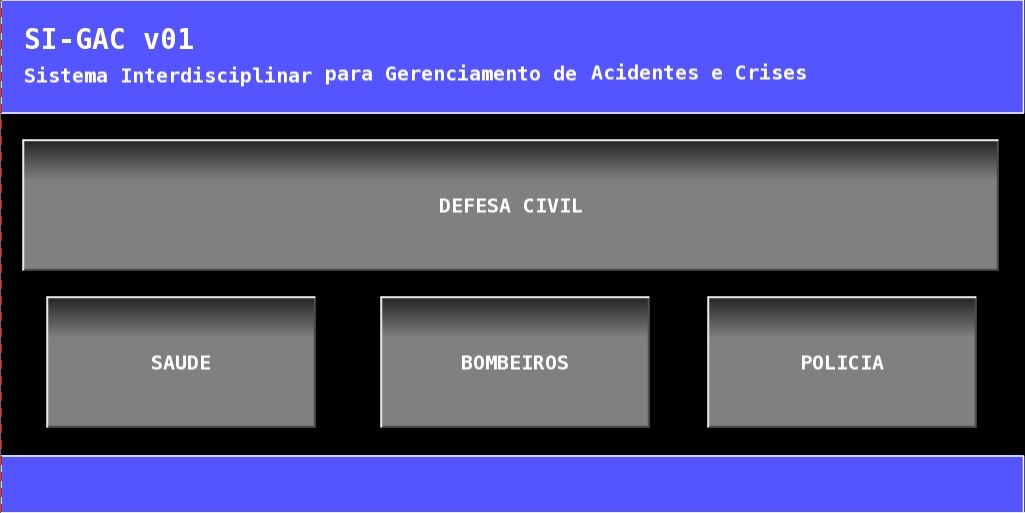 SI-GAC v01
Sistema Interdisciplinar para Gerenciamento de Acidentes e Crises
DEFESA CIVIL
SAUDE
BOMBEIROS
POLICIA